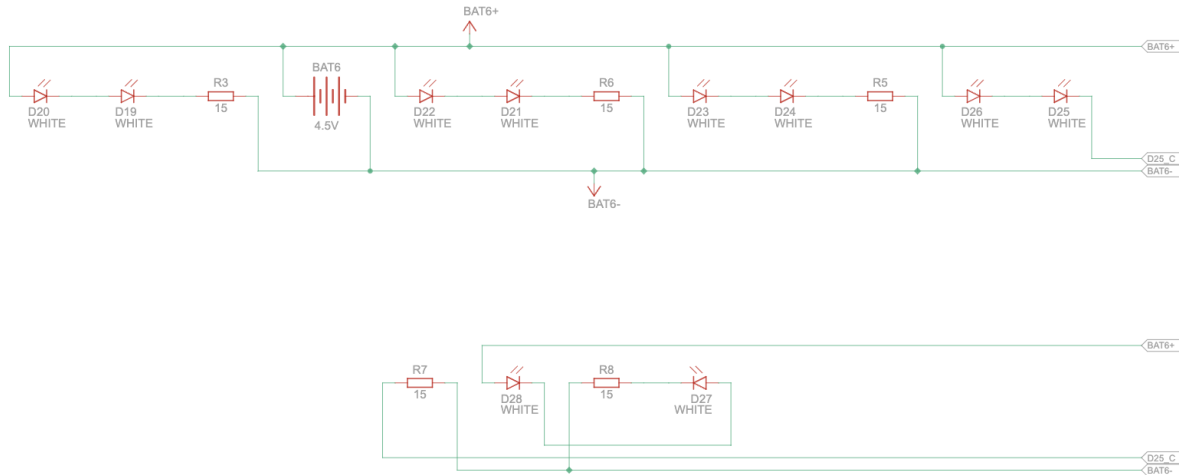 BAT6+
BAT6+
D20
WHITE
D19
WHITE
R3
15
BAT6
4.5V
D22
WHITE
D21
WHITE
R6
15
D23
WHITE
D24
WHITE
R5
15
D26
WHITE
D25
WHITE
D25_C
BAT6-
BAT6-
BAT6+
R7
15
D28
WHITE
R8
15
D27
WHITE
D25_C
BAT6-